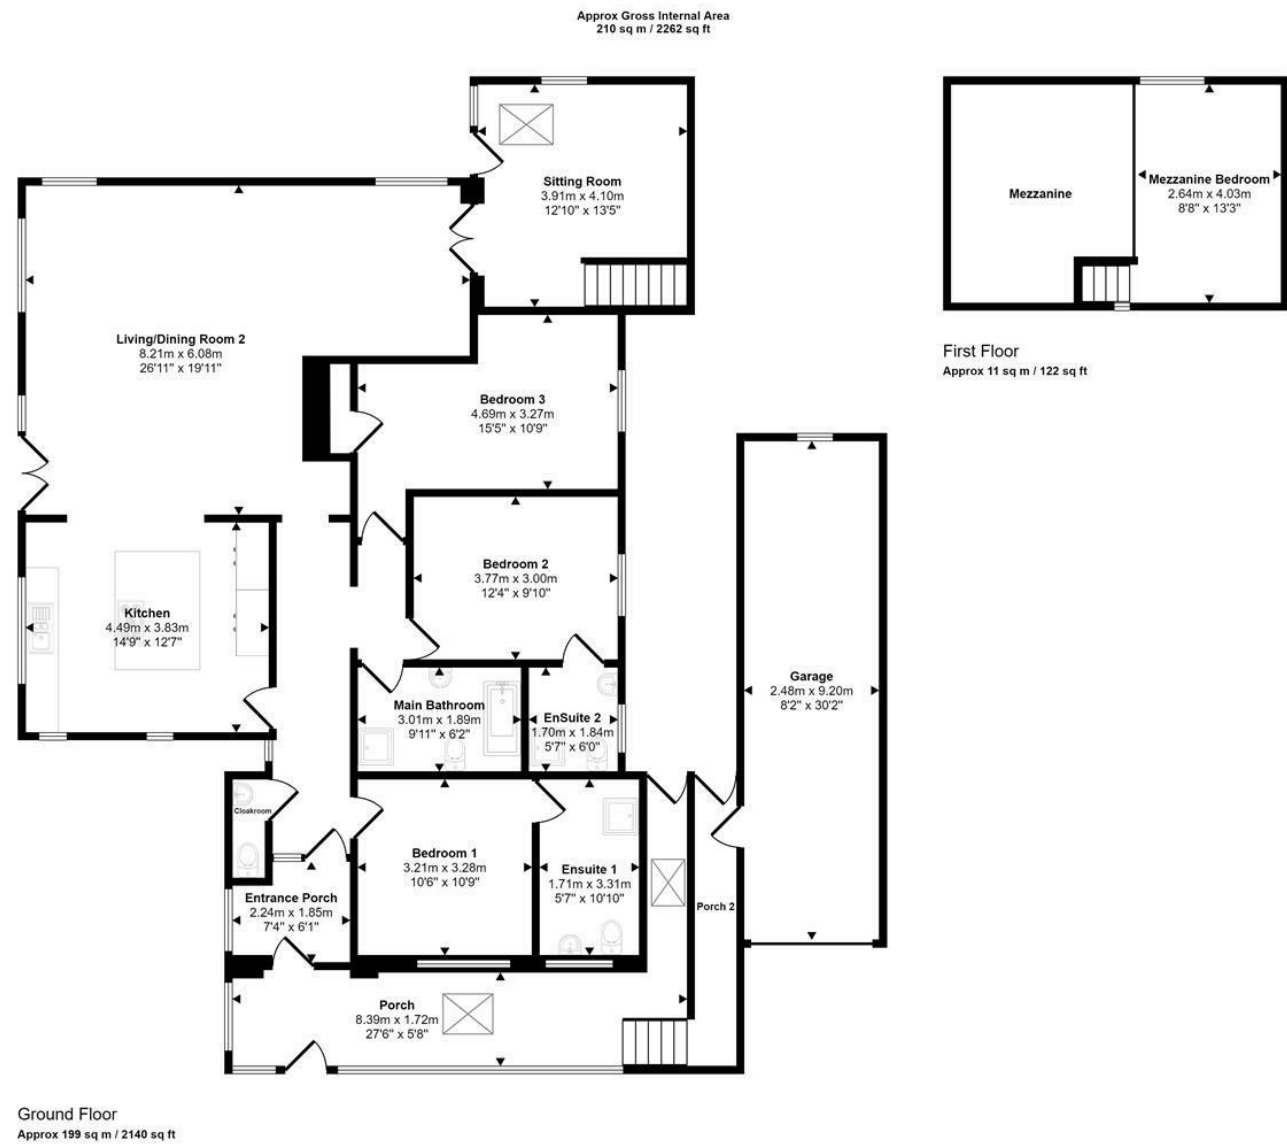 Approx Gross Internal Area
210 sq m / 2262 sq ft
Sitting Room
3.91m x 4.10m
12'10" x 13'5"
Mezzanine
Mezzanine Bedroom
2.64m x 4.03m
8'8" x 13'3"
First Floor
Approx 11 sq m / 122 sq ft
Living/Dining Room 2
8.21m x 6.08m
26'11" x 19'11"
Bedroom 3
4.69m x 3.27m
15'5" x 10'9"
Bedroom 2
3.77m x 3.00m
12'4" x 9'10"
Kitchen
4.49m x 3.83m
14'9" x 12'7"
Garage
2.48m x 9.20m
8'2" x 30'2"
Main Bathroom
3.01m x 1.89m
9'11" x 6'2"
EnSuite 2
1.70m x 1.84m
5'7" x 6'0"
Cloakroom
Bedroom 1
3.21m x 3.28m
10'6" x 10'9"
Ensuite 1
1.71m x 3.31m
5'7" x 10'10"
Entrance Porch
2.24m x 1.85m
7'4" x 6'1"
Porch 2
Porch
8.39m x 1.72m
27'6" x 5'8"
Ground Floor
Approx 199 sq m / 2140 sq ft